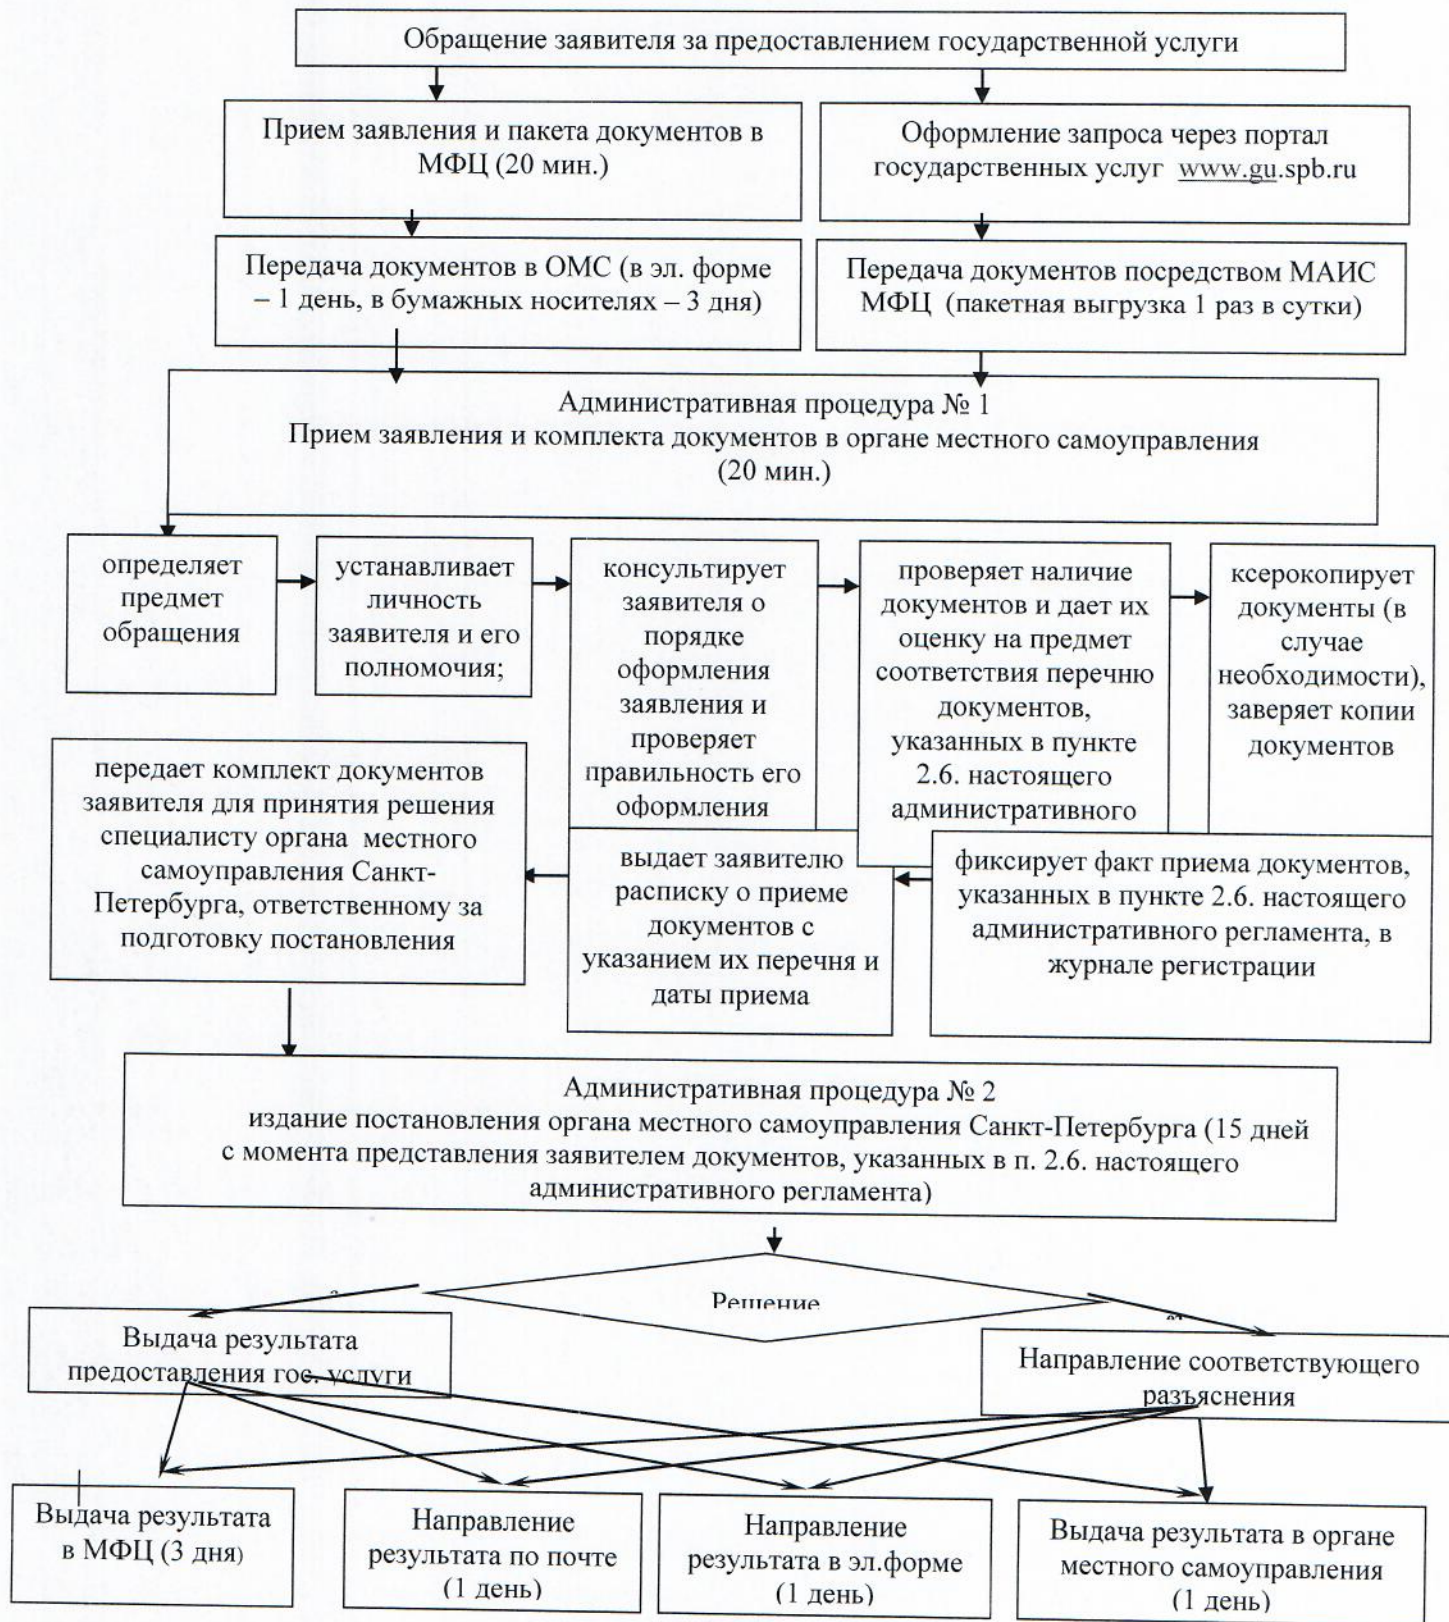 Обращение заявителя за предоставлением государственной услуги
Прием заявления и пакета документов в
МФЦ (20 мин.)
Оформление запроса через портал
государственных услуг www.gu.spb.ru
Передача документов в ОМС (в эл. форме
– 1 день, в бумажных носителях – 3 дня)
Передача документов посредством МАИС
МФЦ (пакетная выгрузка 1 раз в сутки)
Административная процедура № 1
Прием заявления и комплекта документов в органе местного самоуправления
(20 мин.)
определяет
предмет
обращения
устанавливает
личность
заявителя и его
полномочия;
консультирует
заявителя о
порядке
оформления
заявления и
проверяет
правильность его
оформления
проверяет наличие
документов и дает их
оценку на предмет
соответствия перечню
документов,
указанных в пункте
2.6. настоящего
административного
ксерокопирует
документы (в
случае
необходимости),
заверяет копии
документов
передает комплект документов
заявителя для принятия решения
специалисту органа местного
самоуправления Санкт-
Петербурга, ответственному за
подготовку постановления
выдает заявителю
расписку о приеме
документов с
указанием их перечня и
даты приема
фиксирует факт приема документов,
указанных в пункте 2.6. настоящего
административного регламента, в
журнале регистрации
Административная процедура № 2
издание постановления органа местного самоуправления Санкт-Петербурга (15 дней
с момента представления заявителем документов, указанных в п. 2.6. настоящего
административного регламента)
Решение
Выдача результата
предоставления гос. услуги
Направление соответствующего
разъяснения
Выдача результата
в МФЦ (3 дня)
Направление
результата по почте
(1 день)
Направление
результата в эл.форме
(1 день)
Выдача результата в органе
местного самоуправления
(1 день)